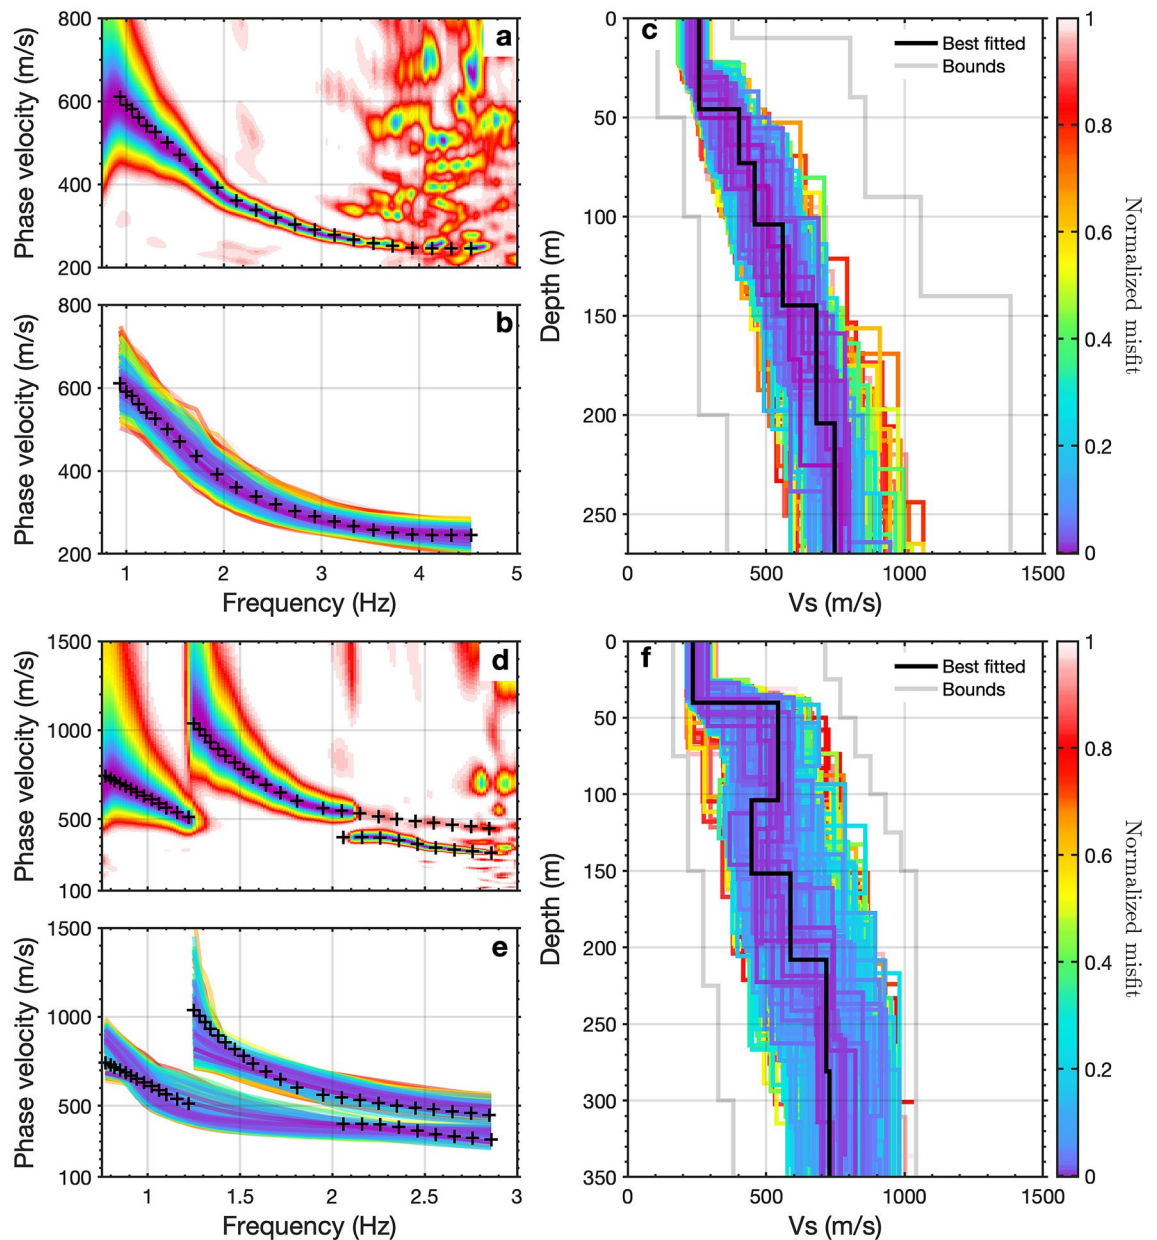 a
Phase velocity (m/s)
800
600
400
200
b
Phase velocity (m/s)
800
600
400
200
1
2
3
4
5
Frequency (Hz)
c
Best fitted
Bounds
Depth (m)
0
50
100
150
200
250
0
500
1000
1500
Vs (m/s)
1
0.8
0.6
0.4
0.2
0
Normalized misfit
d
Phase velocity (m/s)
1500
1000
500
100
e
Phase velocity (m/s)
1500
1000
500
100
1
1.5
2
2.5
3
Frequency (Hz)
f
Best fitted
Bounds
Depth (m)
0
50
100
150
200
250
300
350
0
500
1000
1500
Vs (m/s)
1
0.8
0.6
0.4
0.2
0
Normalized misfit